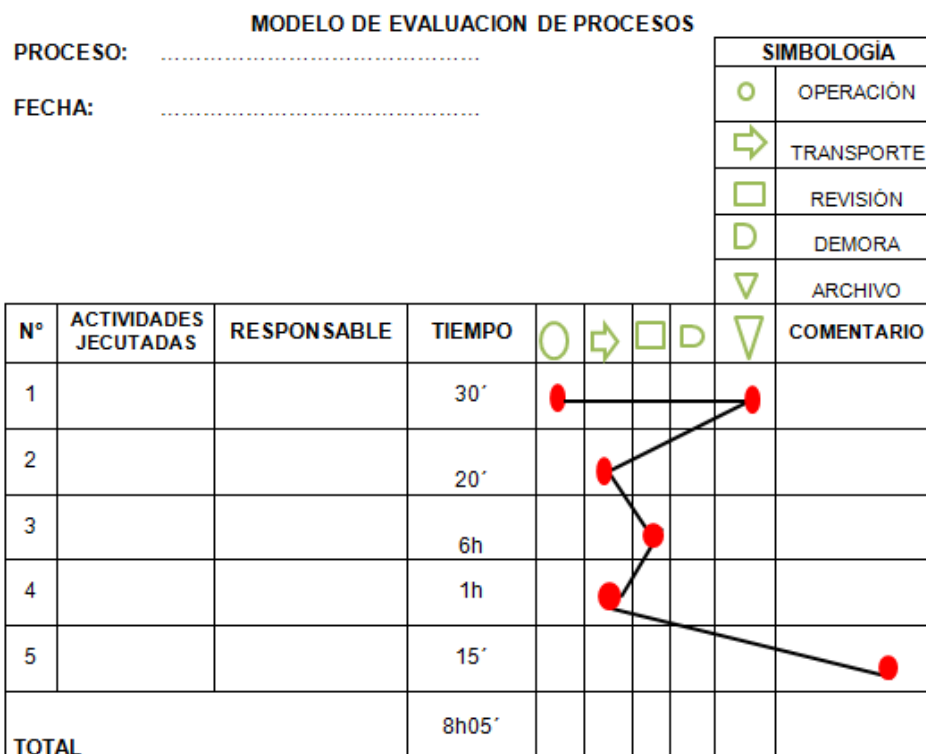 MODELO DE EVALUACION DE PROCESOS
PROCESO: ………………………………………
FECHA: ………………………………………
SIMBOLOGÍA
OPERACIÓN
TRANSPORTE
REVISIÓN
DEMORA
ARCHIVO
N° ACTIVIDADES JECUTADAS RESPONSABLE TIEMPO COMENTARIO
1 30´
2 20´
3 6h
4 1h
5 15´
TOTAL 8h05´